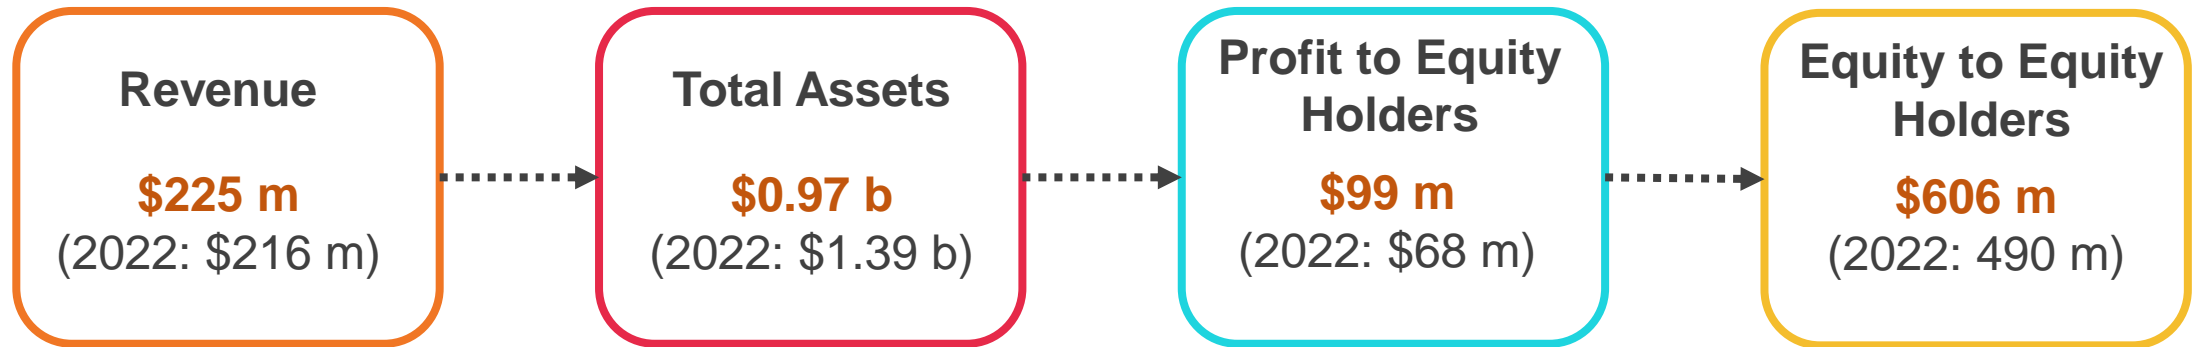 Revenue
$225 m
(2022: $216 m)
Total Assets
$0.97 b
(2022: $1.39 b)
Profit to Equity
Holders
$99 m
(2022: $68 m)
Equity to Equity
Holders
$606 m
(2022: 490 m)